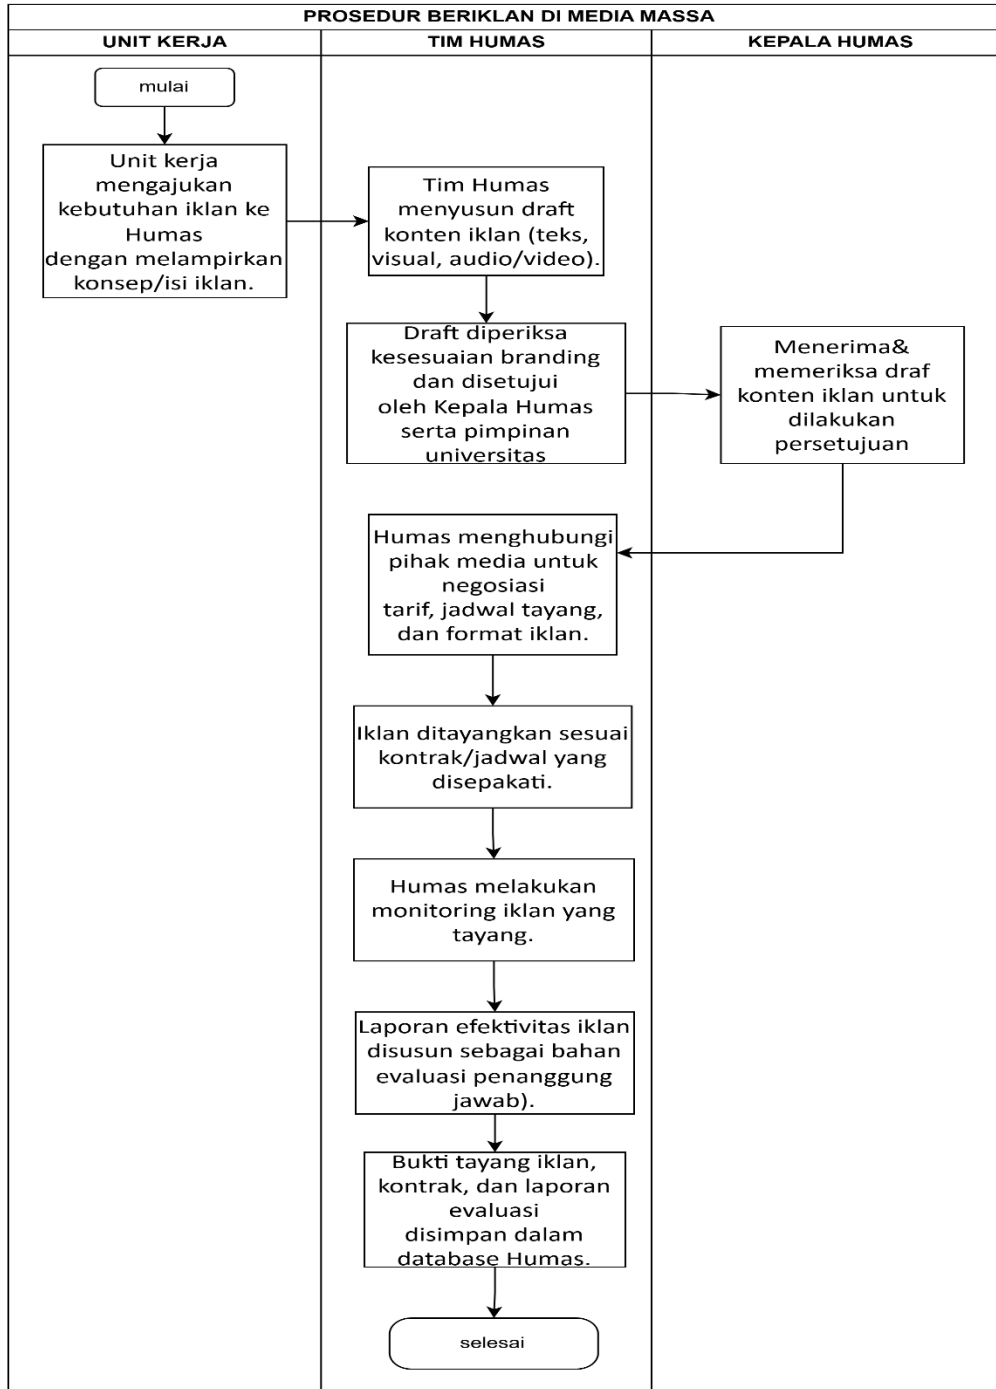 PROSEDUR BERIKLAN DI MEDIA MASSA
UNIT KERJA
TIM HUMAS
KEPALA HUMAS
mulai
Unit kerja
mengajukan
kebutuhan iklan ke
Humas
dengan melampirkan
konsep/isi iklan.
Tim Humas
menyusun draft
konten iklan (teks,
visual, audio/video).
Draft diperiksa
kesesuaian branding
dan disetujui
oleh Kepala Humas
serta pimpinan
universitas
Menerima&
memeriksa draf
konten iklan untuk
dilakukan
persetujuan
Humas menghubungi
pihak media untuk
negosiasi
tarif, jadwal tayang,
dan format iklan.
Iklan ditayangkan sesuai
kontrak/jadwal yang
disepakati.
Humas melakukan
monitoring iklan yang
tayang.
Laporan efektivitas iklan
disusun sebagai bahan
evaluasi penanggung
jawab).
Bukti tayang iklan,
kontrak, dan laporan
evaluasi
disimpan dalam
database Humas.
selesai